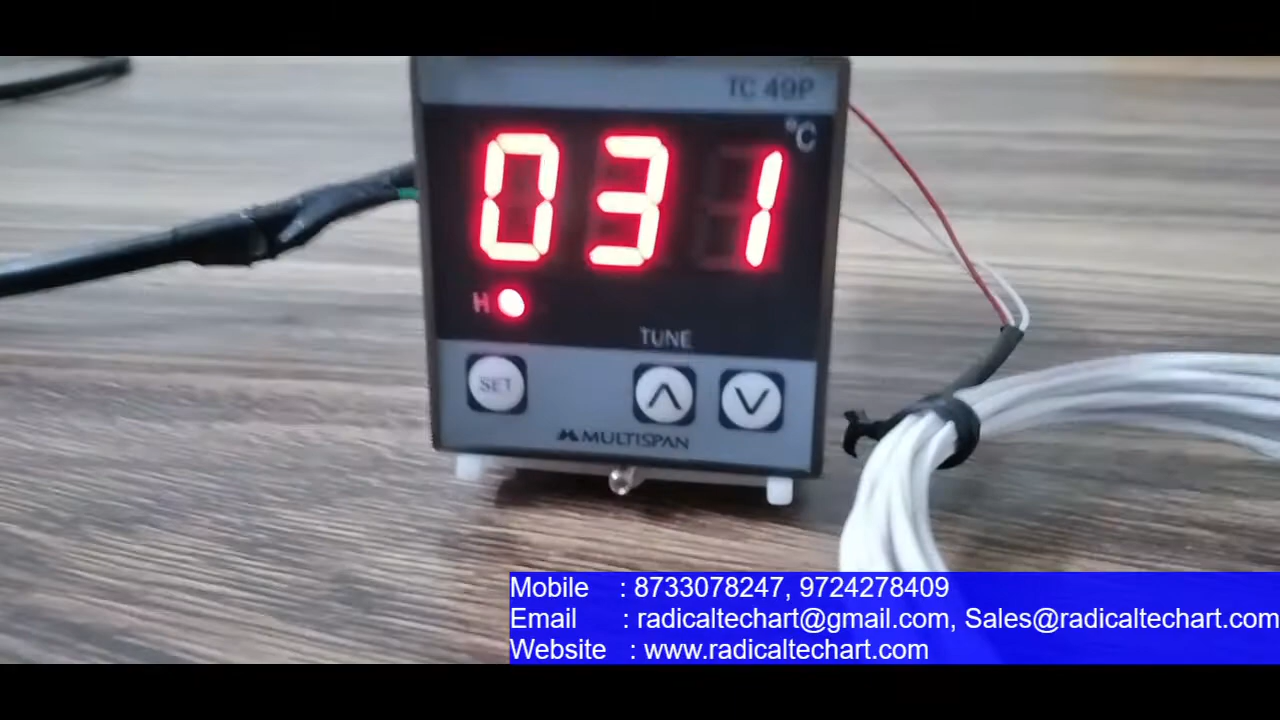 TC 49P
°C
031
H
TUNE
SET
MULTISPAN
Mobile : 8733078247, 9724278409
Email : radicaltechart@gmail.com, Sales@radicaltechart.com
Website : www.radicaltechart.com